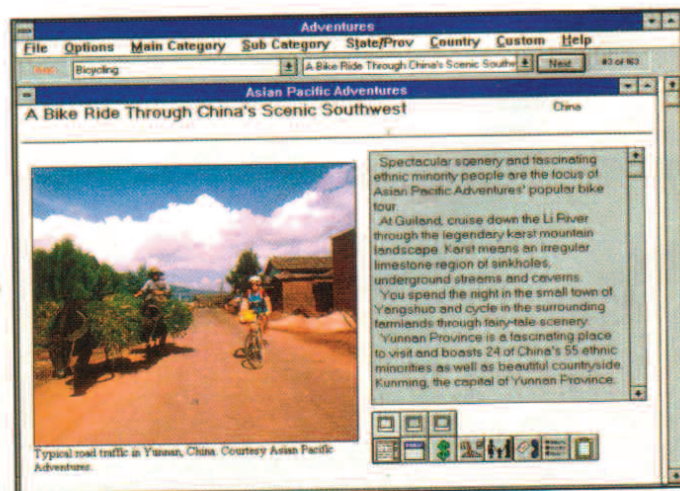 Adventures
File Options Main Category Sub Category State/Prov Country Custom Help
Bicycling A Bike Ride Through China's Scenic Southwe Next #3 of 163
Asian Pacific Adventures
A Bike Ride Through China's Scenic Southwest China
Spectacular scenery and fascinating
ethnic minority people are the focus of
Asian Pacific Adventures' popular bike
tour.
At Guiland, cruise down the Li River
through the legendary karst mountain
landscape. Karst means an irregular
limestone region of sinkholes,
underground streams and caverns.
You spend the night in the small town of
Yangshuo and cycle in the surrounding
farmlands through fairy-tale scenery.
Yunnan Province is a fascinating place
to visit and boasts 24 of China's 55 ethnic
minorities as well as beautiful countryside.
Kunming, the capital of Yunnan Province.
Typical road traffic in Yunnan, China. Courtesy Asian Pacific
Adventures.